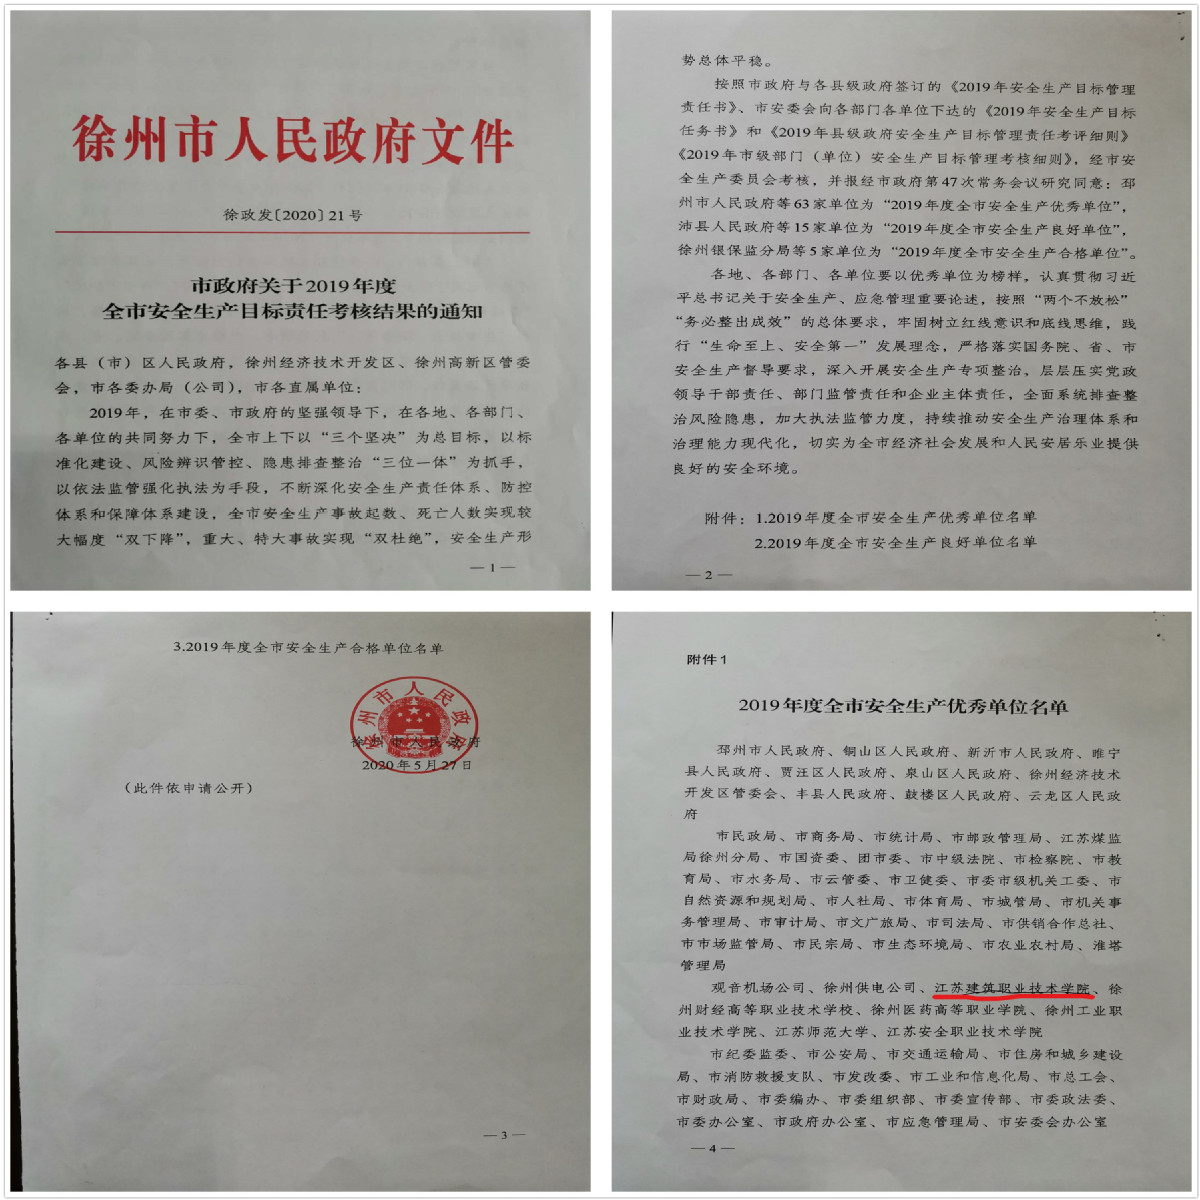 徐州市人民政府文件
徐政发〔2020〕21号
市政府关于2019年度
全市安全生产目标责任考核结果的通知
各县（市）区人民政府，徐州经济技术开发区、徐州高新区管委
会，市各委办局（公司），市各直属单位：
2019年，在市委、市政府的坚强领导下，在各地、各部门、
各单位的共同努力下，全市上下以“三个坚决”为总目标，以标
准化建设、风险辨识管控、隐患排查整治“三位一体”为抓手，
以依法监管强化执法为手段，不断深化安全生产责任体系、防控
体系和保障体系建设，全市安全生产事故起数、死亡人数实现较
大幅度“双下降”，重大、特大事故实现“双杜绝”，安全生产形
— 1 —
势总体平稳。
按照市政府与各县级政府签订的《2019年安全生产目标管理
责任书》、市安委会向各部门各单位下达的《2019年安全生产目标
任务书》和《2019年县级政府安全生产目标管理责任考评细则》
《2019年市级部门（单位）安全生产目标管理考核细则》，经市安
全生产委员会考核，并报经市政府第47次常务会议研究同意：邳
州市人民政府等63家单位为“2019年度全市安全生产优秀单位”，
沛县人民政府等15家单位为“2019年度全市安全生产良好单位”，
徐州银保监分局等5家单位为“2019年度全市安全生产合格单位”。
各地、各部门、各单位要以优秀单位为榜样，认真贯彻习近
平总书记关于安全生产、应急管理重要论述，按照“两个不放松”
“务必整出成效”的总体要求，牢固树立红线意识和底线思维，践
行“生命至上、安全第一”发展理念，严格落实国务院、省、市
安全生产督导要求，深入开展安全生产专项整治，层层压实党政
领导干部责任、部门监管责任和企业主体责任，全面系统排查整
治风险隐患，加大执法监管力度，持续推动安全生产治理体系和
治理能力现代化，切实为全市经济社会发展和人民安居乐业提供
良好的安全环境。
附件：1.2019年度全市安全生产优秀单位名单
2.2019年度全市安全生产良好单位名单
— 2 —
3.2019年度全市安全生产合格单位名单
徐州市人民政府
徐州市人民政府
2020年5月27日
（此件依申请公开）
— 3 —
附件1
2019年度全市安全生产优秀单位名单
邳州市人民政府、铜山区人民政府、新沂市人民政府、睢宁
县人民政府、贾汪区人民政府、泉山区人民政府、徐州经济技术
开发区管委会、丰县人民政府、鼓楼区人民政府、云龙区人民政
府
市民政局、市商务局、市统计局、市邮政管理局、江苏煤监
局徐州分局、市国资委、团市委、市中级法院、市检察院、市教
育局、市水务局、市云管委、市卫健委、市委市级机关工委、市
自然资源和规划局、市人社局、市体育局、市城管局、市机关事
务管理局、市审计局、市文广旅局、市司法局、市供销合作总社、
市市场监管局、市民宗局、市生态环境局、市农业农村局、淮塔
管理局
观音机场公司、徐州供电公司、江苏建筑职业技术学院、徐
州财经高等职业技术学校、徐州医药高等职业学院、徐州工业职
业技术学院、江苏师范大学、江苏安全职业技术学院
市纪委监委、市公安局、市交通运输局、市住房和城乡建设
局、市消防救援支队、市发改委、市工业和信息化局、市总工会、
市财政局、市委编办、市委组织部、市委宣传部、市委政法委、
市委办公室、市政府办公室、市应急管理局、市安委会办公室
— 4 —